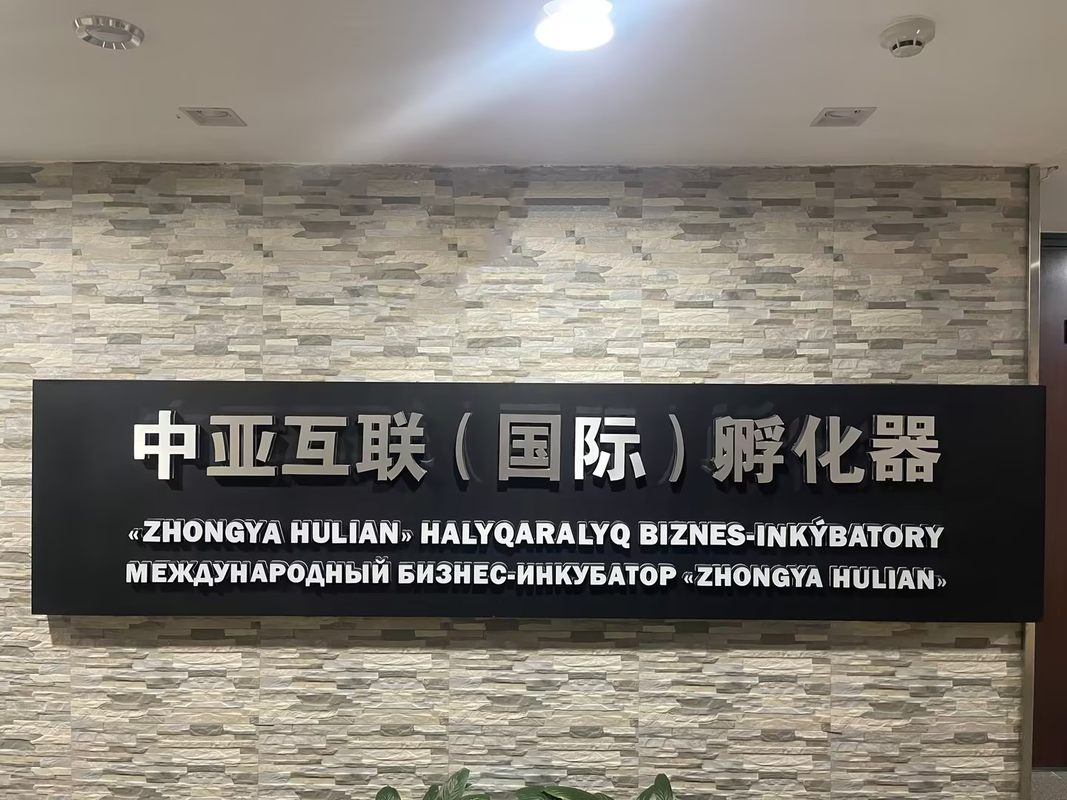 中亚互联（国际）孵化器
«ZHONGYA HULIAN» HALYQARALYQ BIZNES-INKÝBATORY
МЕЖДУНАРОДНЫЙ БИЗНЕС-ИНКУБАТОР «ZHONGYA HULIAN»